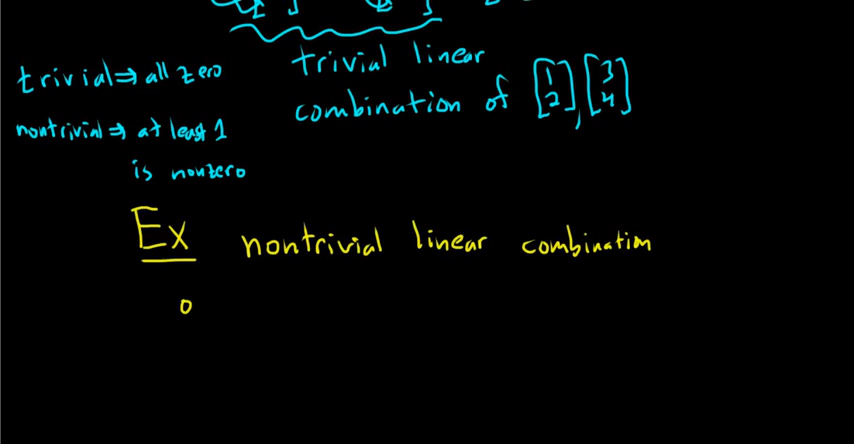 trivial ⇒ all zero
trivial linear
combination of [1 2], [3 4]
nontrivial ⇒ at least 1
is nonzero
Ex nontrivial linear combination
0